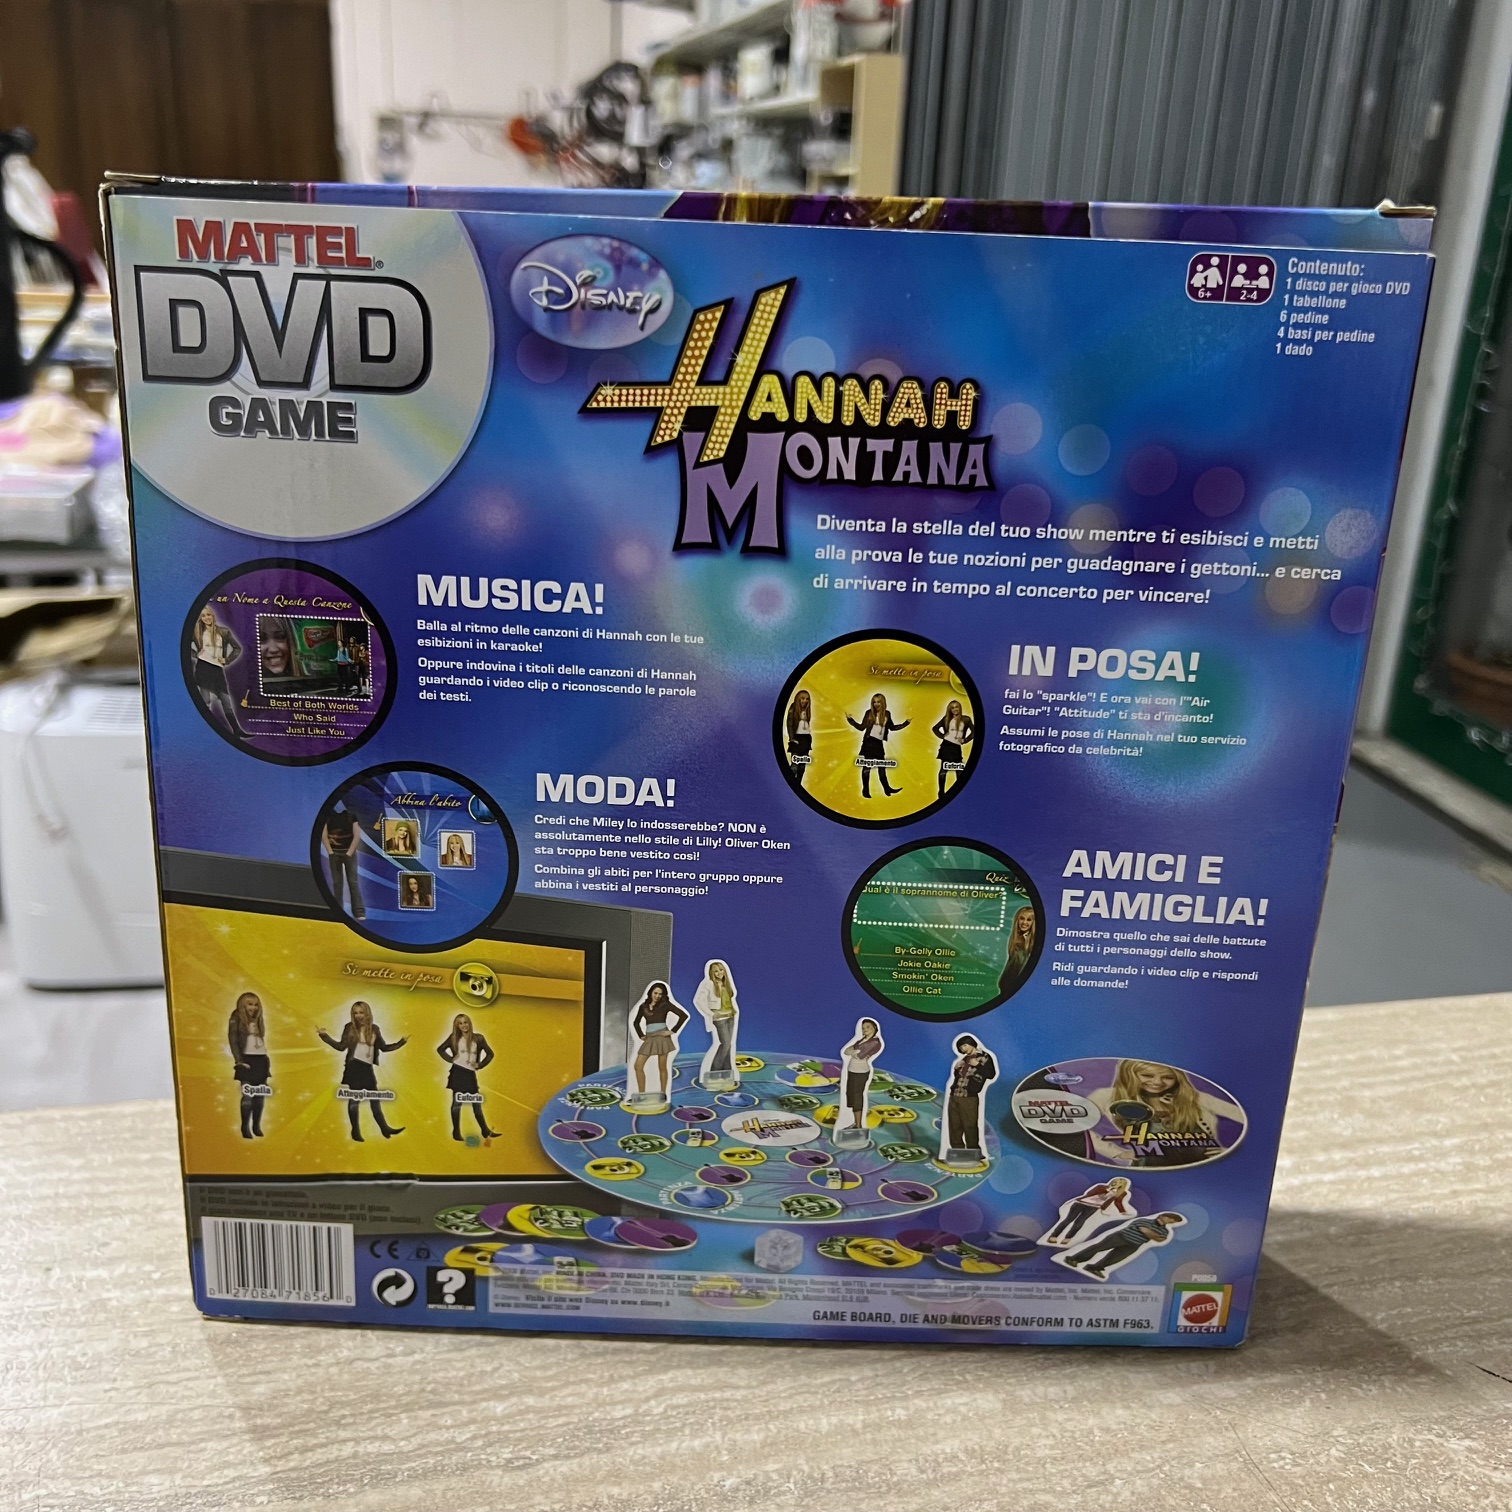 MATTEL®
DVD
GAME
Disney
HANNAH
MONTANA
6+
2-4
Contenuto:
1 disco per gioco DVD
1 tabellone
6 pedine
4 basi per pedine
1 dado
Diventa la stella del tuo show mentre ti esibisci e metti
alla prova le tue nozioni per guadagnare i gettoni... e cerca
di arrivare in tempo al concerto per vincere!
un Nome a Questa Canzone
Best of Both Worlds
Who Said
Just Like You
MUSICA!
Balla al ritmo delle canzoni di Hannah con le tue
esibizioni in karaoke!
Oppure indovina i titoli delle canzoni di Hannah
guardando i video clip o riconoscendo le parole
dei testi.
Si mette in posa
Spalla
Atteggiamento
Euforia
IN POSA!
fai lo "sparkle"! E ora vai con l'"Air
Guitar"! "Attitude" ti sta d'incanto!
Assumi le pose di Hannah nel tuo servizio
fotografico da celebrità!
Abbina l'abito
MODA!
Credi che Miley lo indosserebbe? NON è
assolutamente nello stile di Lilly! Oliver Oken
sta troppo bene vestito così!
Combina gli abiti per l'intero gruppo oppure
abbina i vestiti al personaggio!
Quiz
Qual è il soprannome di Oliver?
By-Golly Ollie
Jokie Oakie
Smokin' Oken
Ollie Cat
AMICI E
FAMIGLIA!
Dimostra quello che sai delle battute
di tutti i personaggi dello show.
Ridi guardando i video clip e rispondi
alle domande!
Si mette in posa
Spalla
Atteggiamento
Euforia
HANNAH
MONTANA
MATTEL
DVD
GAME
HANNAH
MONTANA
0 27084 71856 0
CE
?
GAME BOARD, DIE AND MOVERS CONFORM TO ASTM F963.
MATTEL
GIOCHI